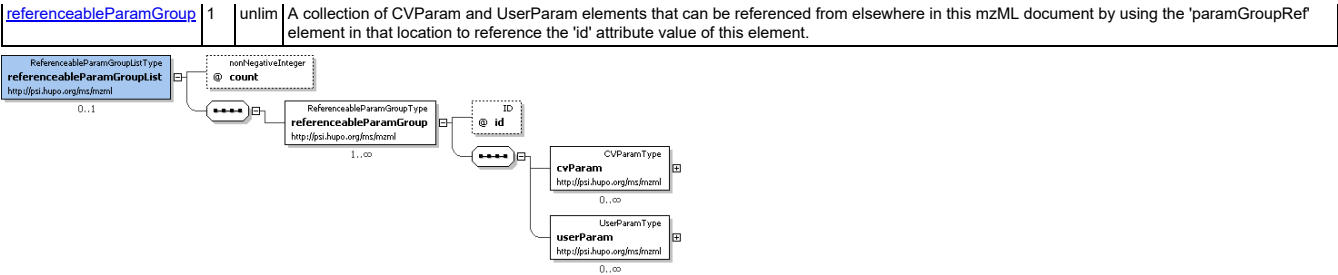 referenceableParamGroup 1 unlim A collection of CVParam and UserParam elements that can be referenced from elsewhere in this mzML document by using the 'paramGroupRef'
element in that location to reference the 'id' attribute value of this element.
ReferenceableParamGroupListType
referenceableParamGroupList
http://psi.hupo.org/ms/mzml
0..1
nonNegativeInteger
@ count
ReferenceableParamGroupType
referenceableParamGroup
http://psi.hupo.org/ms/mzml
1..∞
ID
@ id
CVParamType
cvParam
http://psi.hupo.org/ms/mzml
0..∞
UserParamType
userParam
http://psi.hupo.org/ms/mzml
0..∞